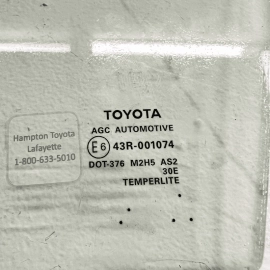 TOYOTA
AGC AUTOMOTIVE
E6 43R-001074
DOT-376 M2H5 AS2
30E
TEMPERLITE
Hampton Toyota
Lafayette
1-800-633-5010